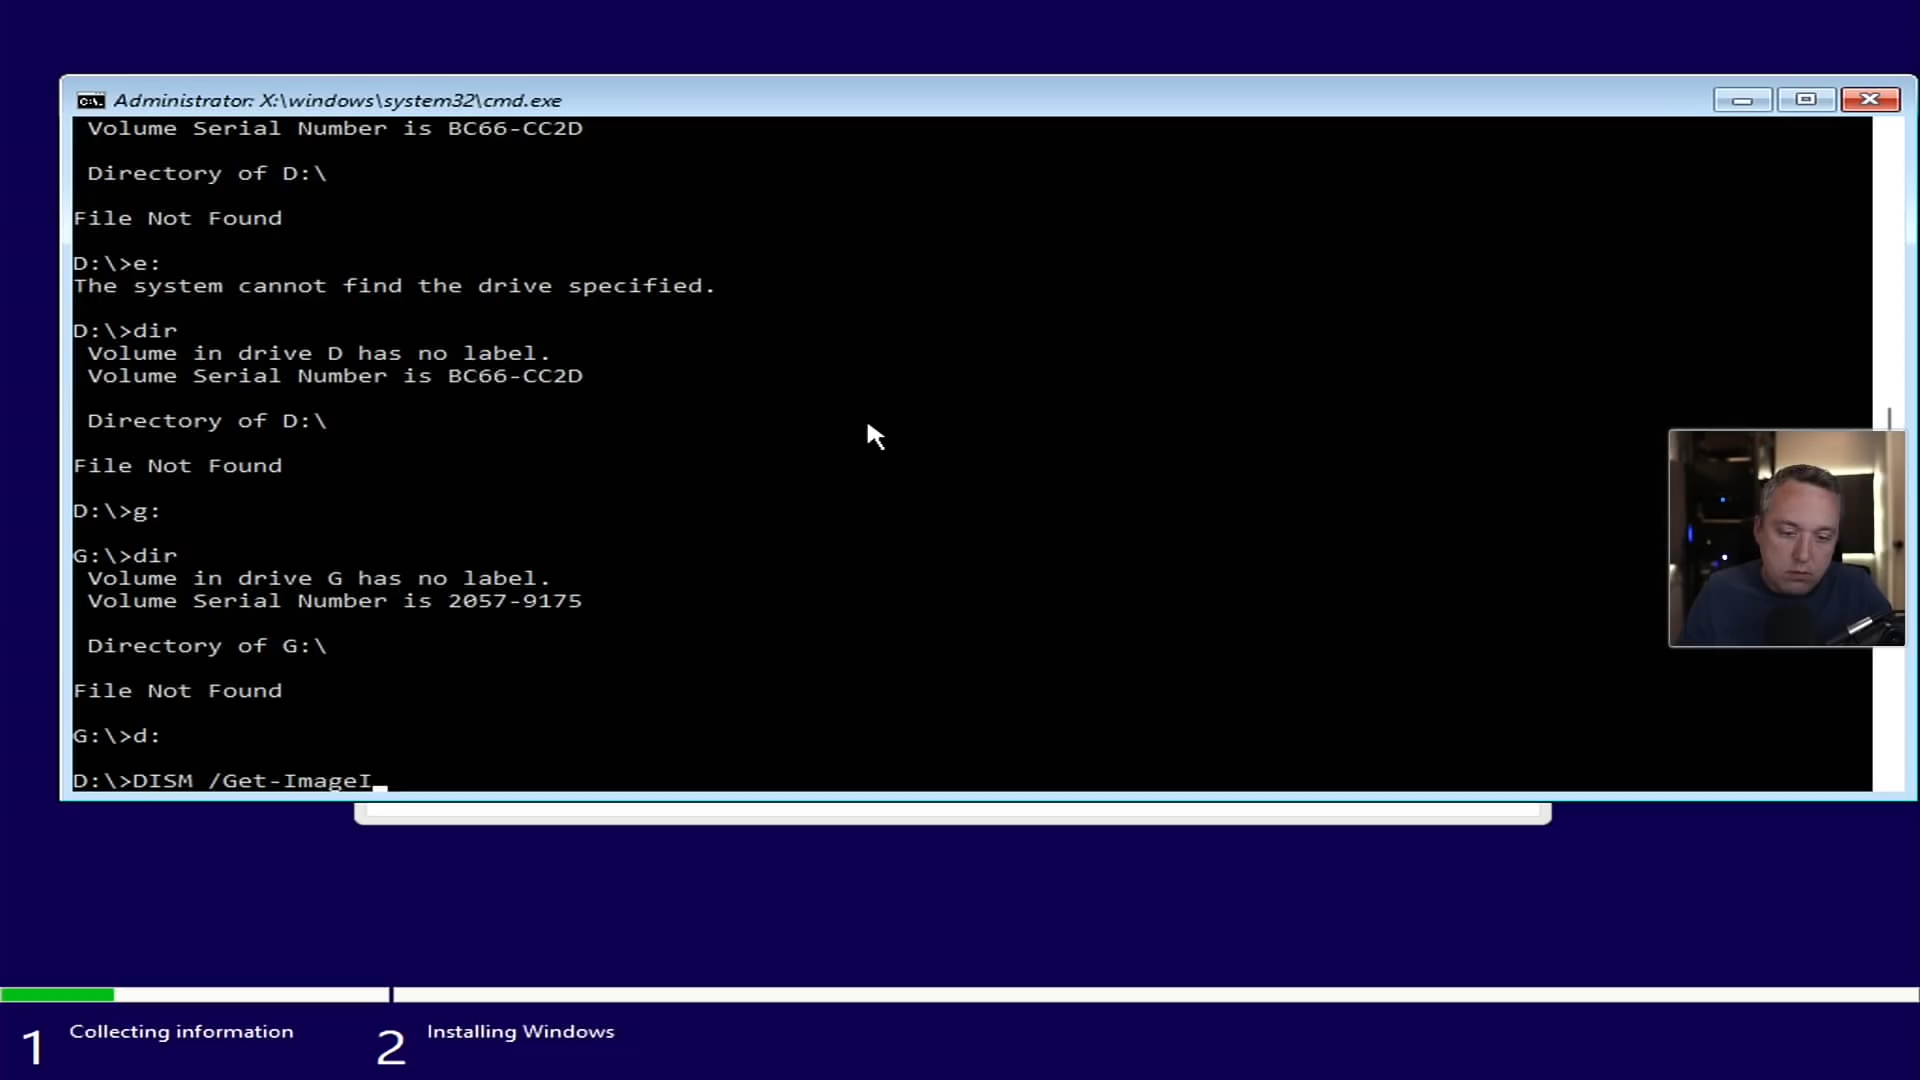 Administrator: X:\windows\system32\cmd.exe
Volume Serial Number is BC66-CC2D
Directory of D:\
File Not Found
D:\>e:
The system cannot find the drive specified.
D:\>dir
Volume in drive D has no label.
Volume Serial Number is BC66-CC2D
Directory of D:\
File Not Found
D:\>g:
G:\>dir
Volume in drive G has no label.
Volume Serial Number is 2057-9175
Directory of G:\
File Not Found
G:\>d:
D:\>DISM /Get-ImageI_
1 Collecting information
2 Installing Windows